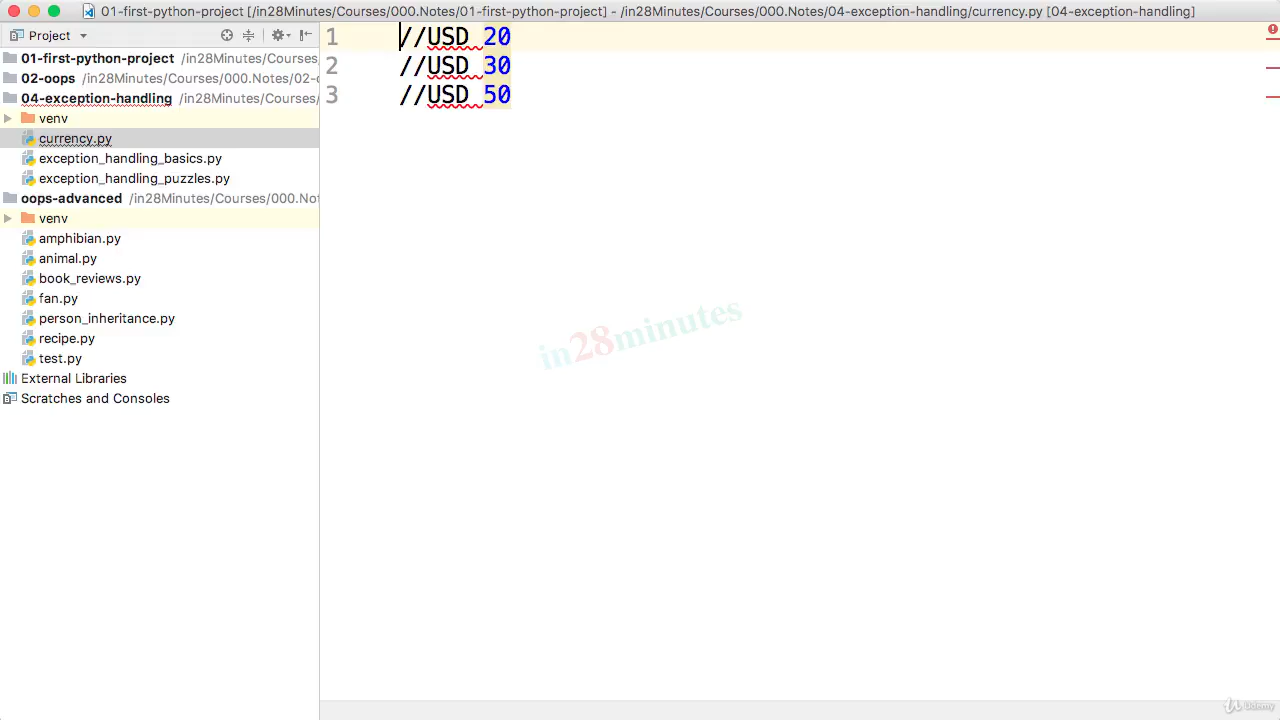 01-first-python-project [/in28Minutes/Courses/000.Notes/01-first-python-project] - /in28Minutes/Courses/000.Notes/04-exception-handling/currency.py [04-exception-handling]
Project
01-first-python-project /in28Minutes/Courses/
02-oops /in28Minutes/Courses/000.Notes/02-o
04-exception-handling /in28Minutes/Courses/
venv
currency.py
exception_handling_basics.py
exception_handling_puzzles.py
oops-advanced /in28Minutes/Courses/000.Not
venv
amphibian.py
animal.py
book_reviews.py
fan.py
person_inheritance.py
recipe.py
test.py
External Libraries
Scratches and Consoles
1 //USD 20
2 //USD 30
3 //USD 50
in28minutes
Udemy